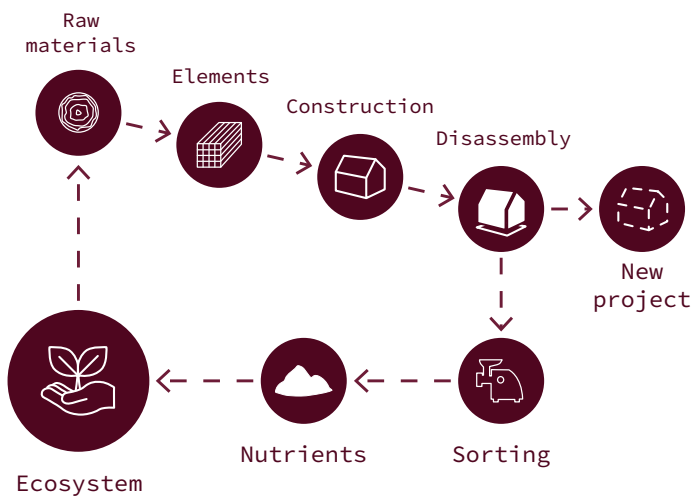 Raw
materials
Elements
Construction
Disassembly
New
project
Sorting
Nutrients
Ecosystem